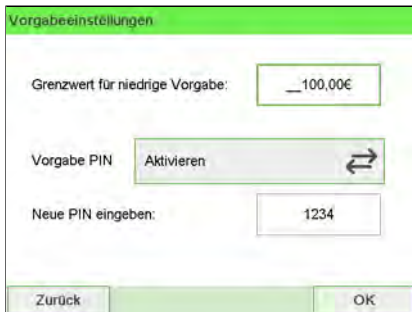 Vorgabeeinstellungen
Grenzwert für niedrige Vorgabe: __100,00€
Vorgabe PIN Aktivieren
Neue PIN eingeben: 1234
Zurück OK